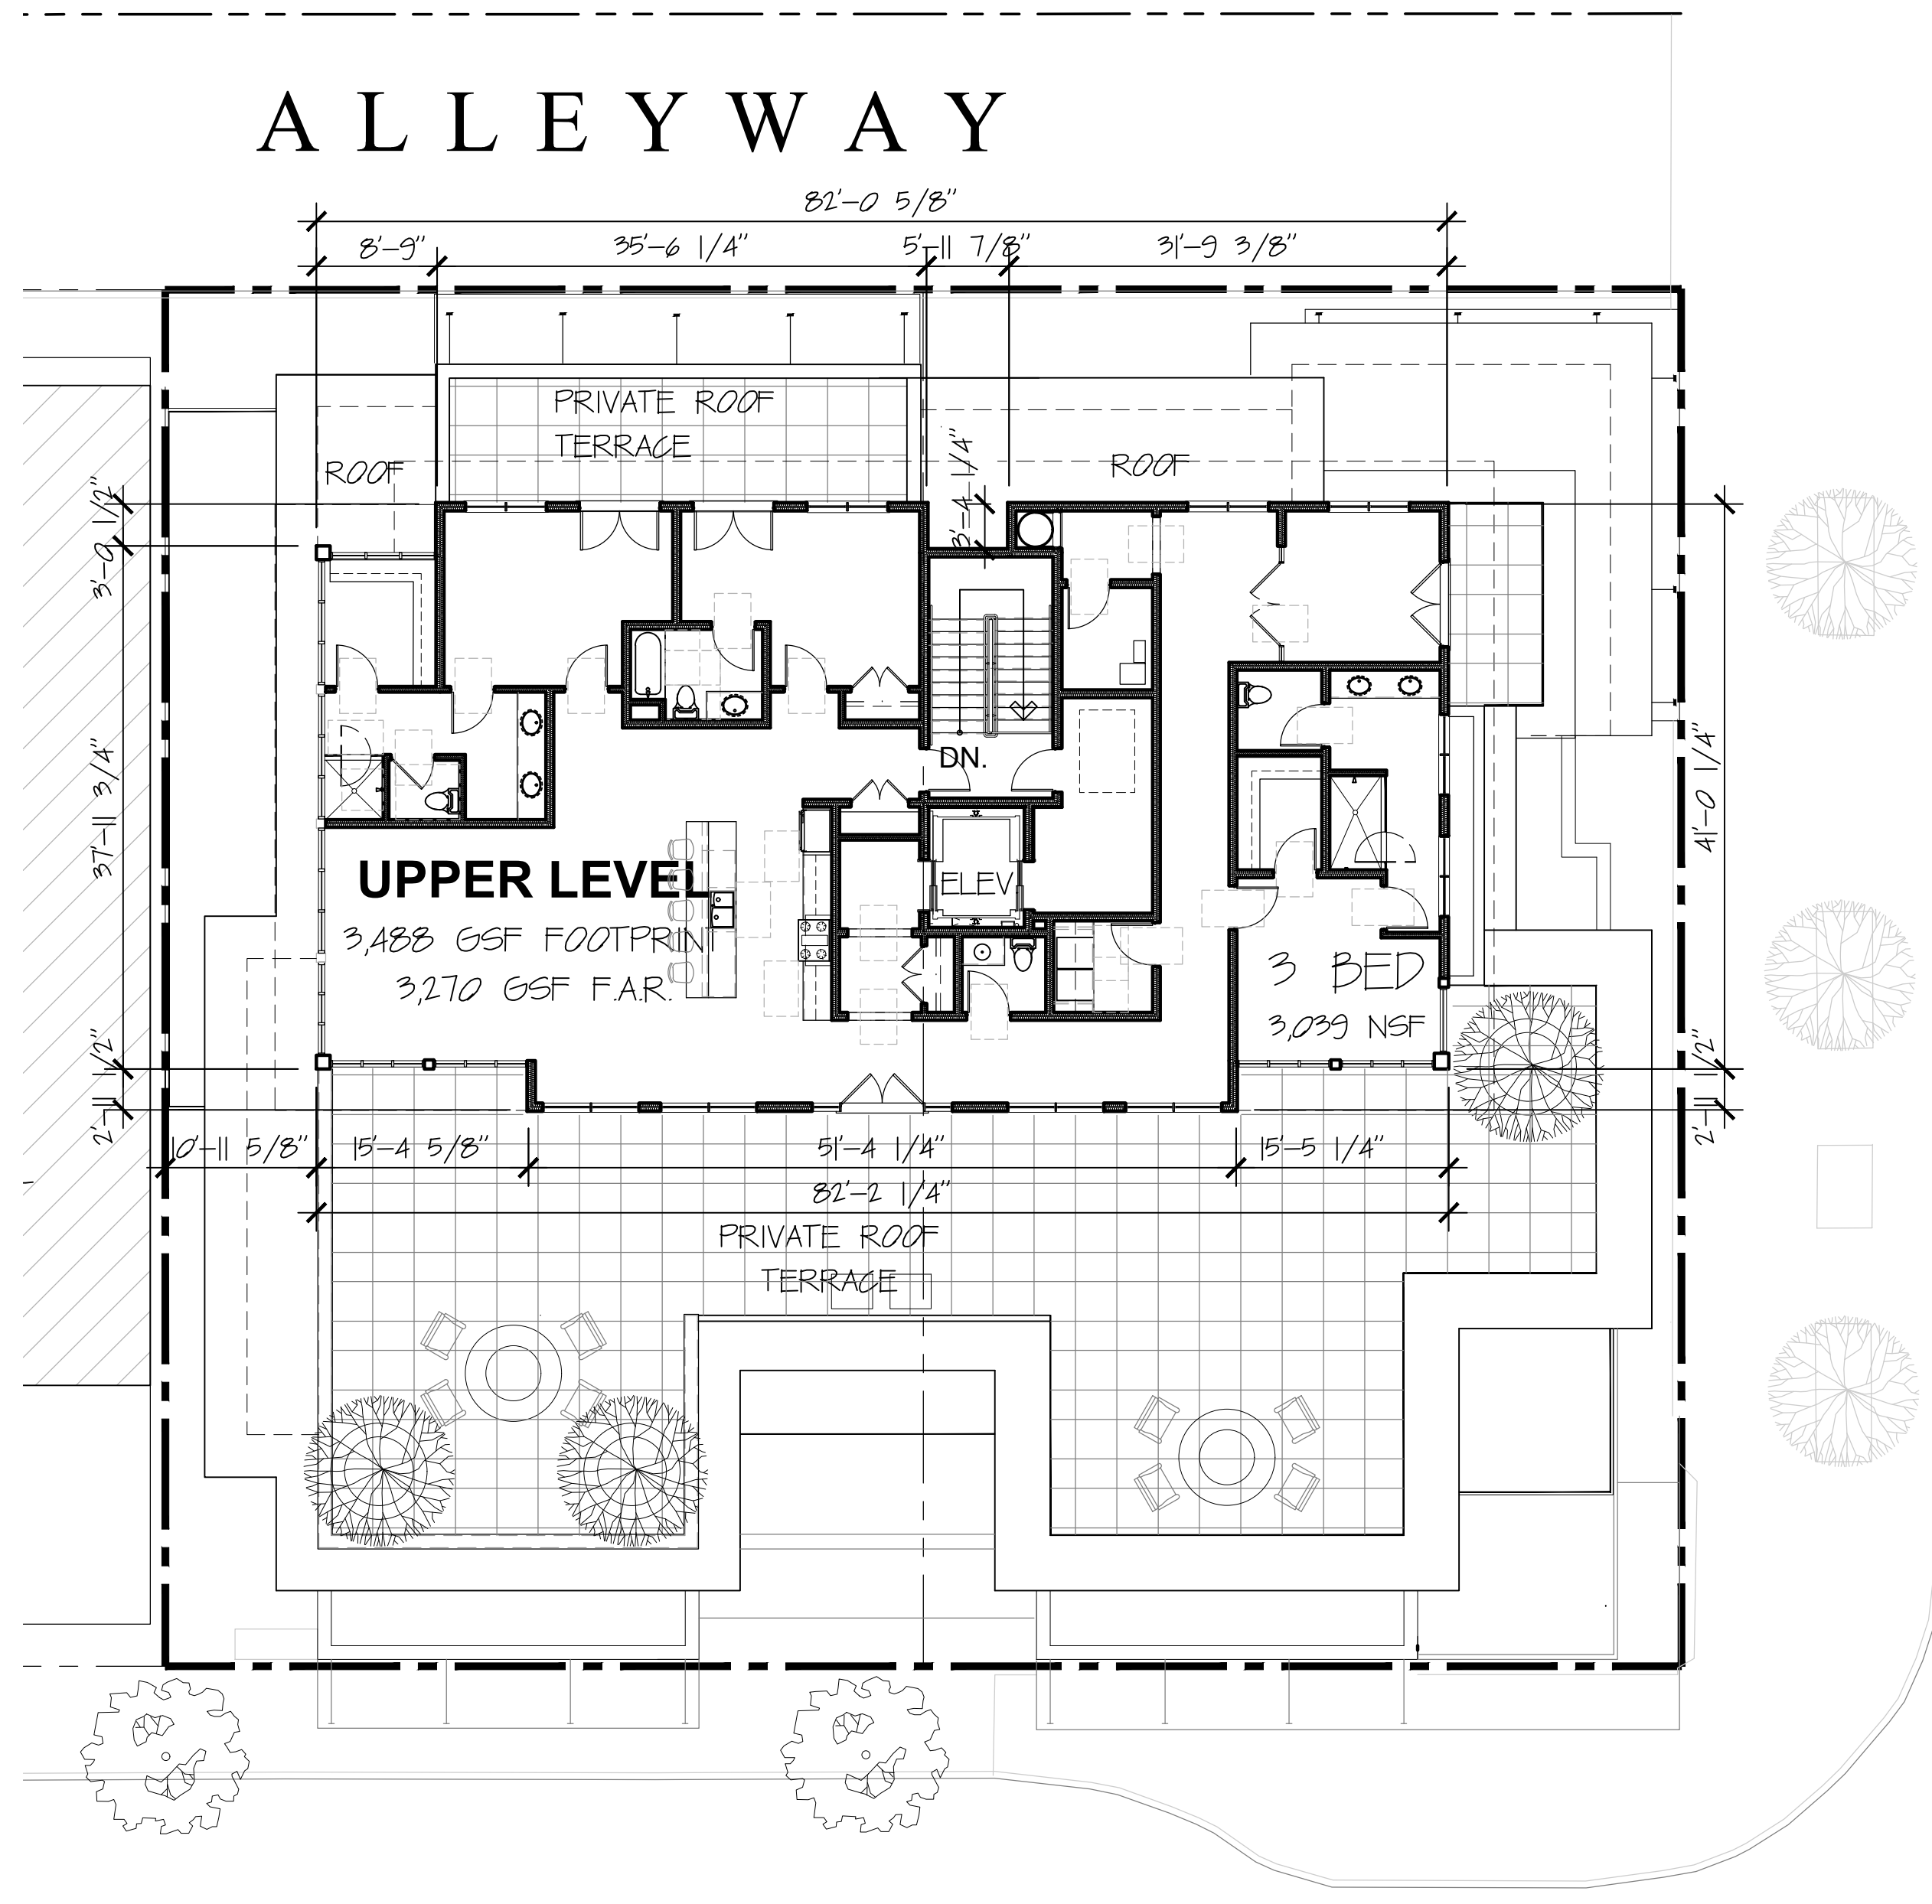 ALLEYWAY
82'-0 5/8"
8'-9"
35'-6 1/4"
5'-11 7/8"
31'-9 3/8"
PRIVATE ROOF
TERRACE
ROOF
3'-4 1/4"
ROOF
3'-0 1/2"
37'-11 3/4"
2'-11 1/2"
DN.
ELEV
UPPER LEVEL
3,488 GSF FOOTPRINT
3,270 GSF F.A.R.
3 BED
3,039 NSF
41'-0 1/4"
2'-11 1/2"
10'-11 5/8"
15'-4 5/8"
51'-4 1/4"
15'-5 1/4"
82'-2 1/4"
PRIVATE ROOF
TERRACE